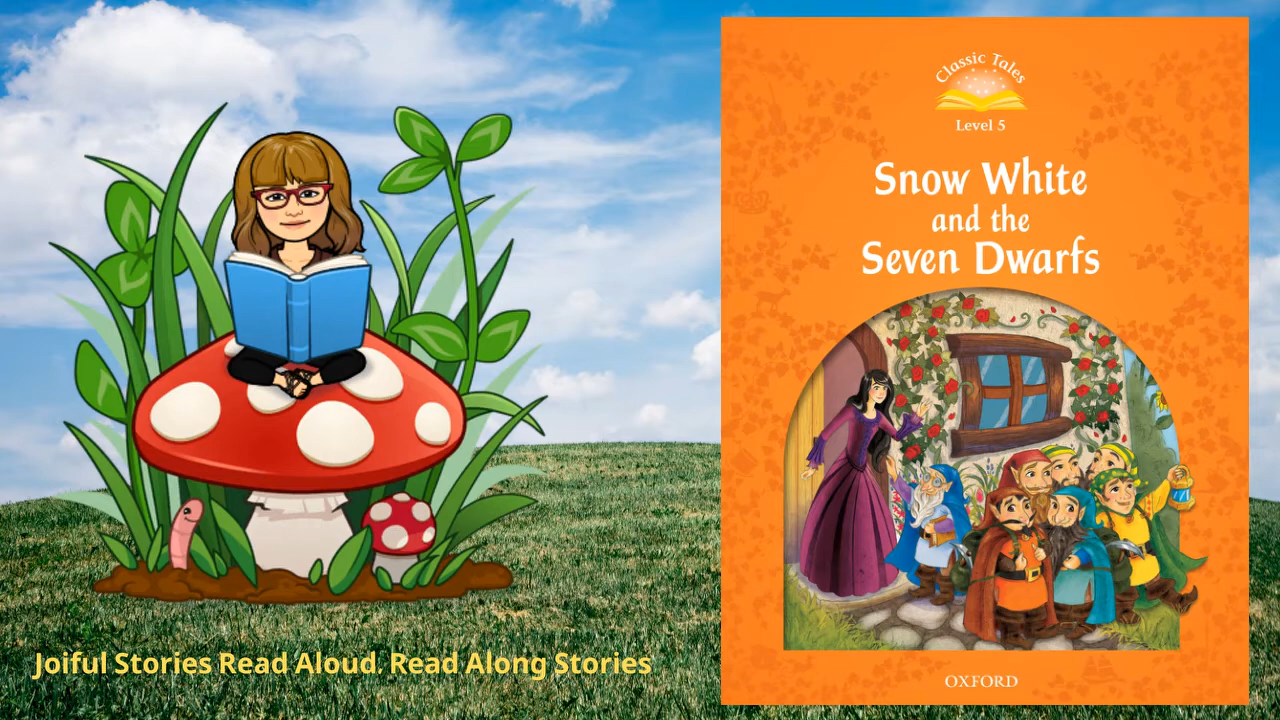 Classic Tales
Level 5
Snow White
and the
Seven Dwarfs
OXFORD
Joiful Stories Read Aloud. Read Along Stories